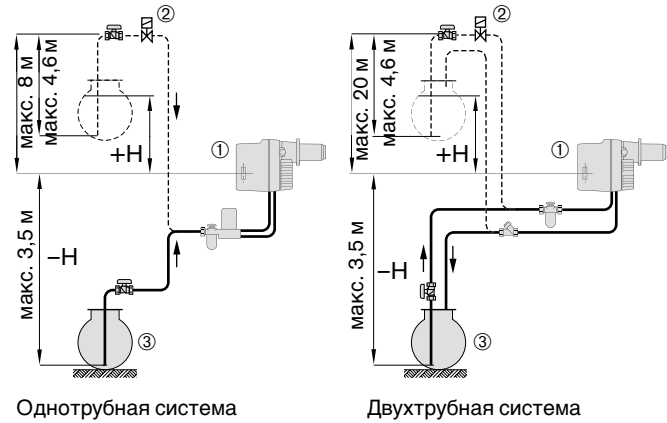 ②
макс. 8 м
макс. 4,6м
+H
①
макс. 3,5 м
−H
③
Однотрубная система
②
макс. 20 м
макс. 4,6 м
+H
①
макс. 3,5 м
−H
③
Двухтрубная система